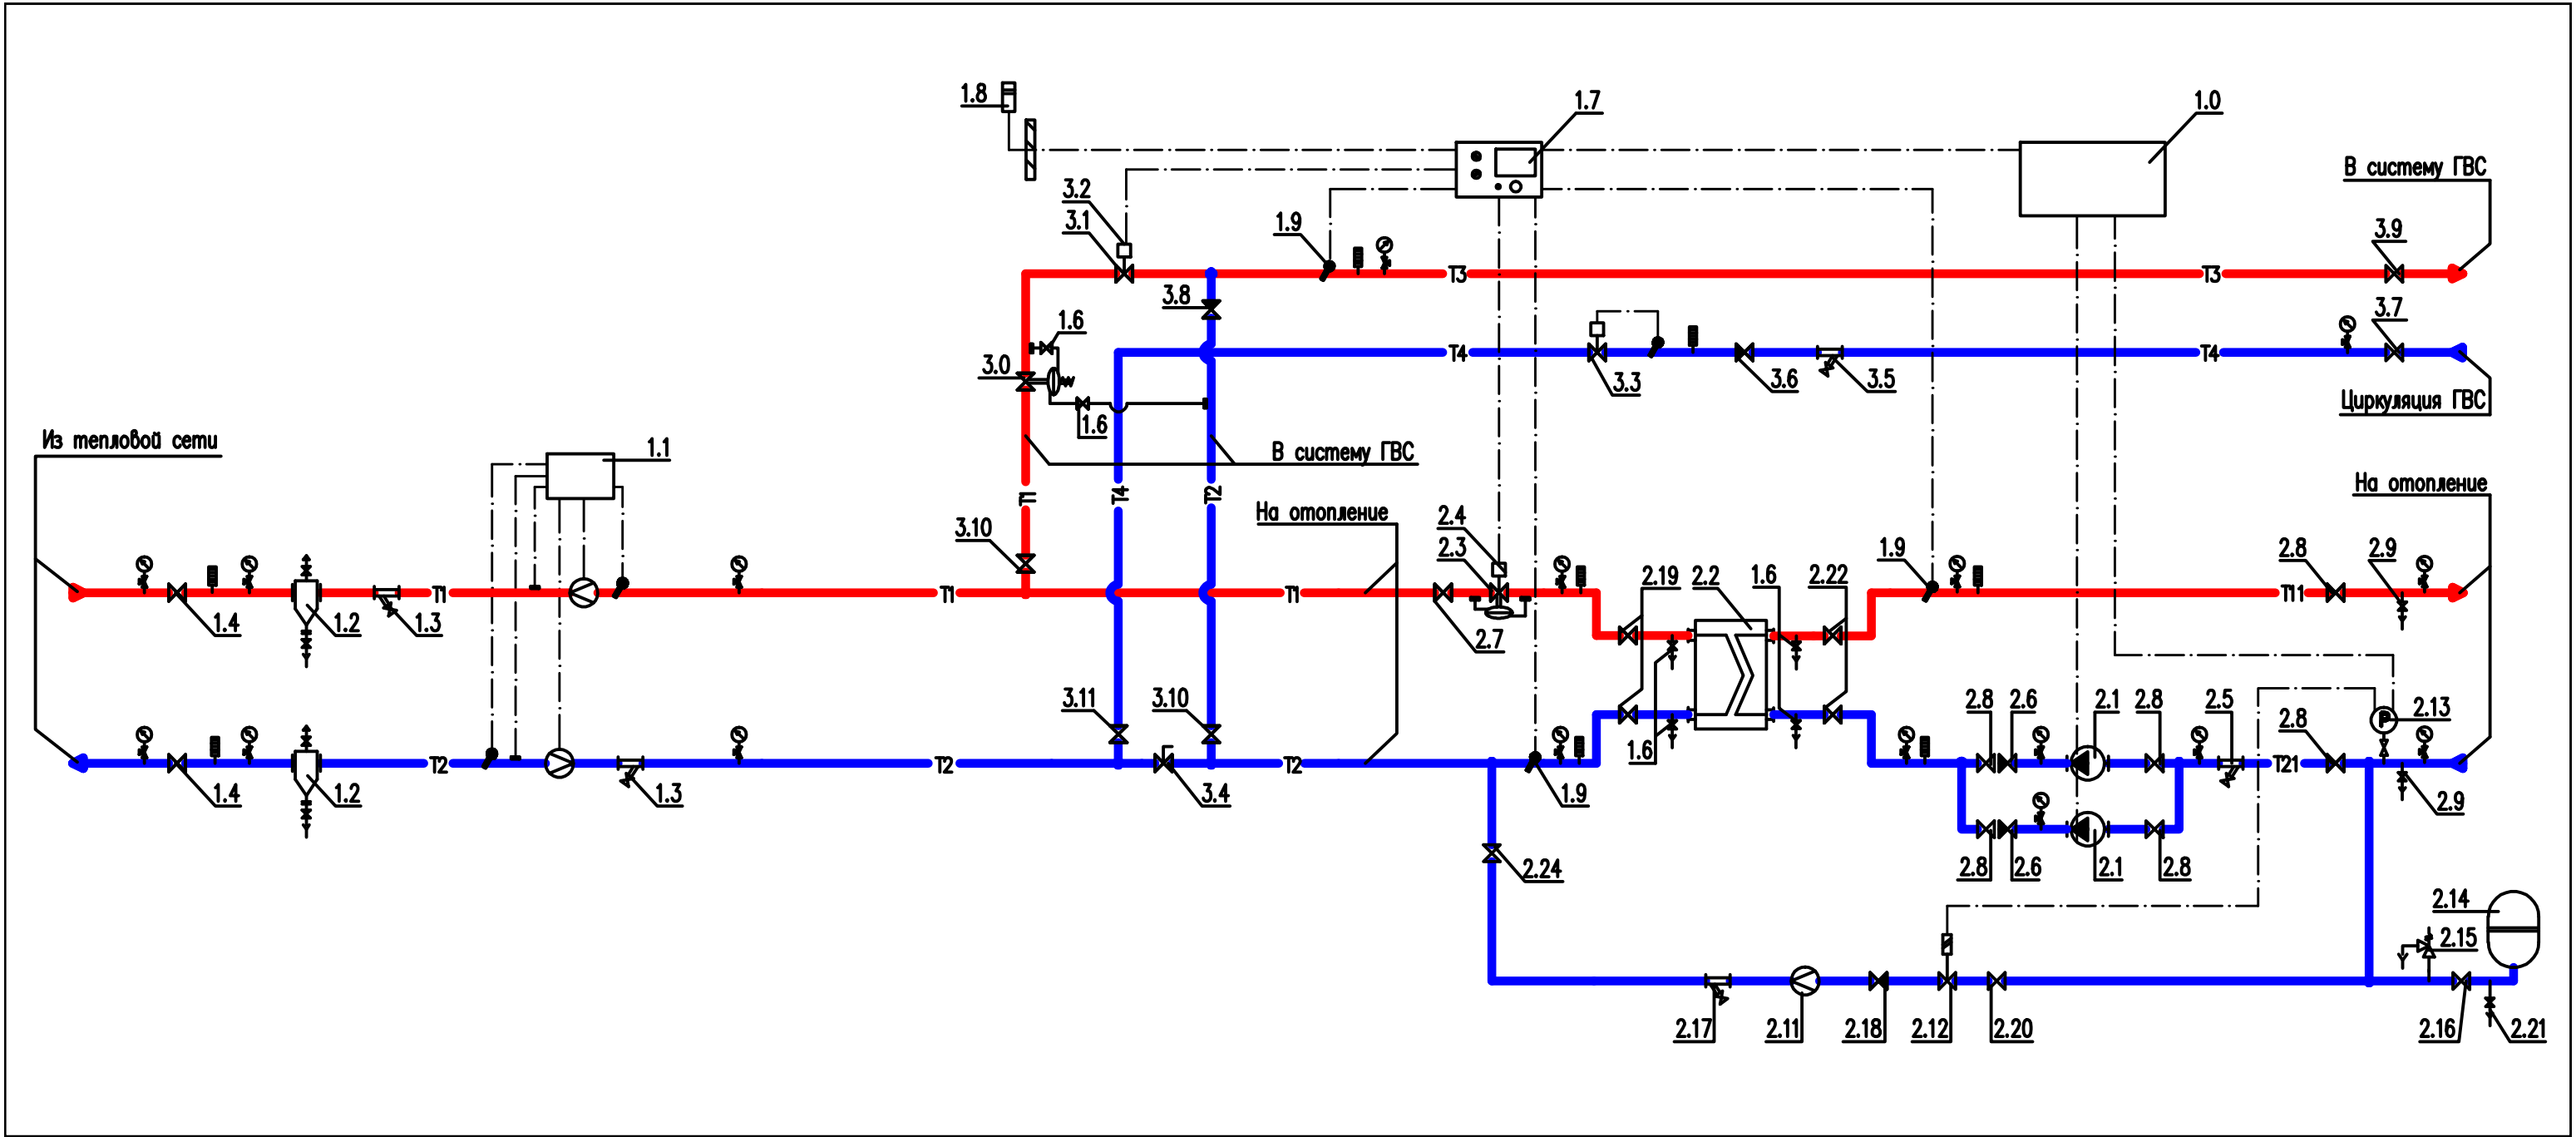 1.8
1.7
1.0
В систему ГВС
3.2
3.1
1.9
3.9
Т3
Т3
3.8
3.7
1.6
3.0
Т4
Т4
3.3
3.6
3.5
Циркуляция ГВС
1.6
Из тепловой сети
1.1
В систему ГВС
На отопление
Т1
Т4
Т2
На отопление
2.4
3.10
2.3
1.9
2.8
2.9
2.19
2.2
1.6
2.22
Т1
Т1
Т1
Т11
1.4
1.2
1.3
2.7
3.11
3.10
2.8
2.6
2.1
2.8
2.5
2.8
2.13
Р
1.6
Т2
Т2
Т2
Т21
1.4
1.2
1.3
3.4
1.9
2.9
2.24
2.8
2.6
2.1
2.8
2.14
2.15
2.17
2.11
2.18
2.12
2.20
2.16
2.21